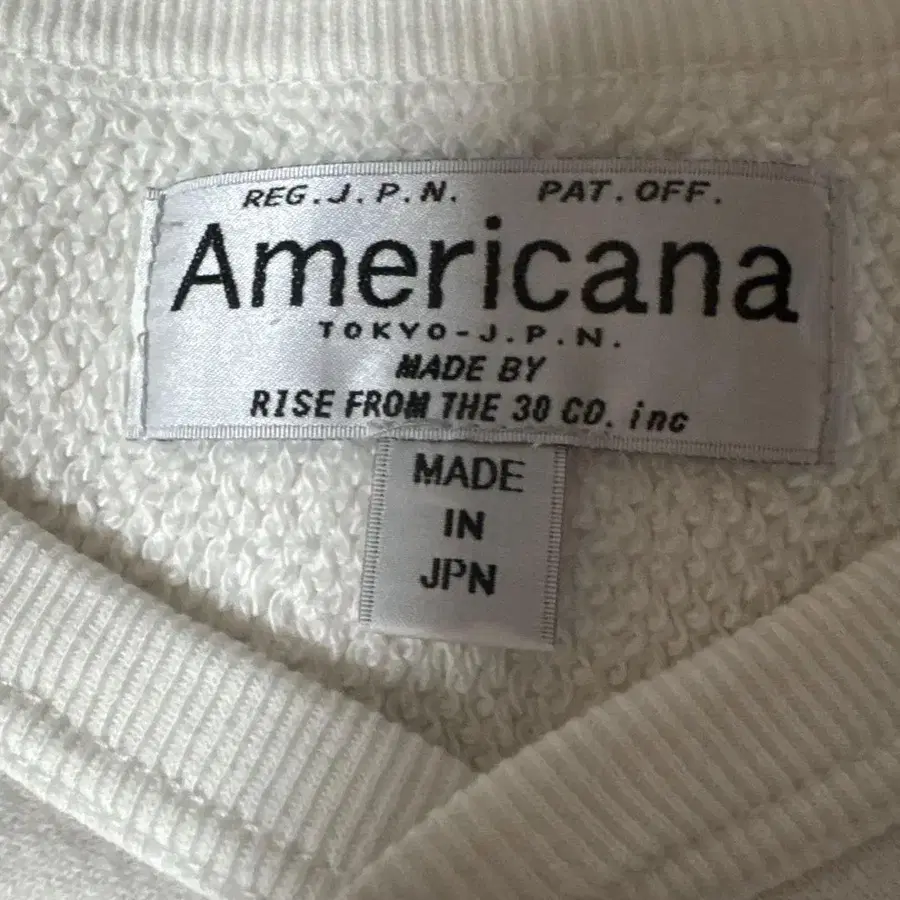 REG.J.P.N. PAT.OFF.
Americana
TOKYO-J.P.N.
MADE BY
RISE FROM THE 30 CO. inc
MADE
IN
JPN